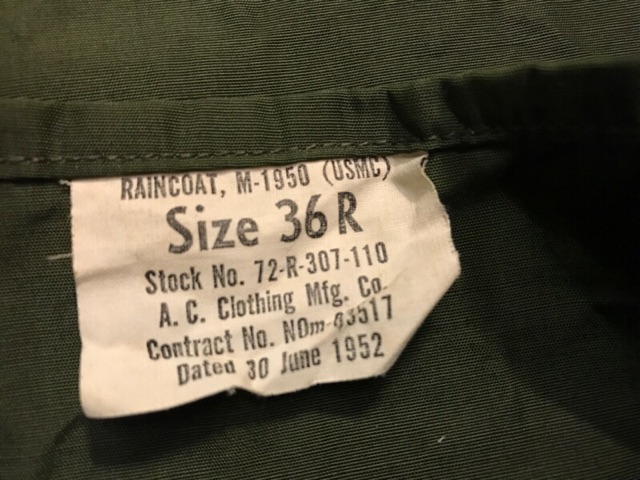 RAINCOAT, M-1950 (USMC)
Size 36R
Stock No. 72-R-307-110
A. C. Clothing Mfg. Co.
Contract No. NOm-63517
Dated 30 June 1952